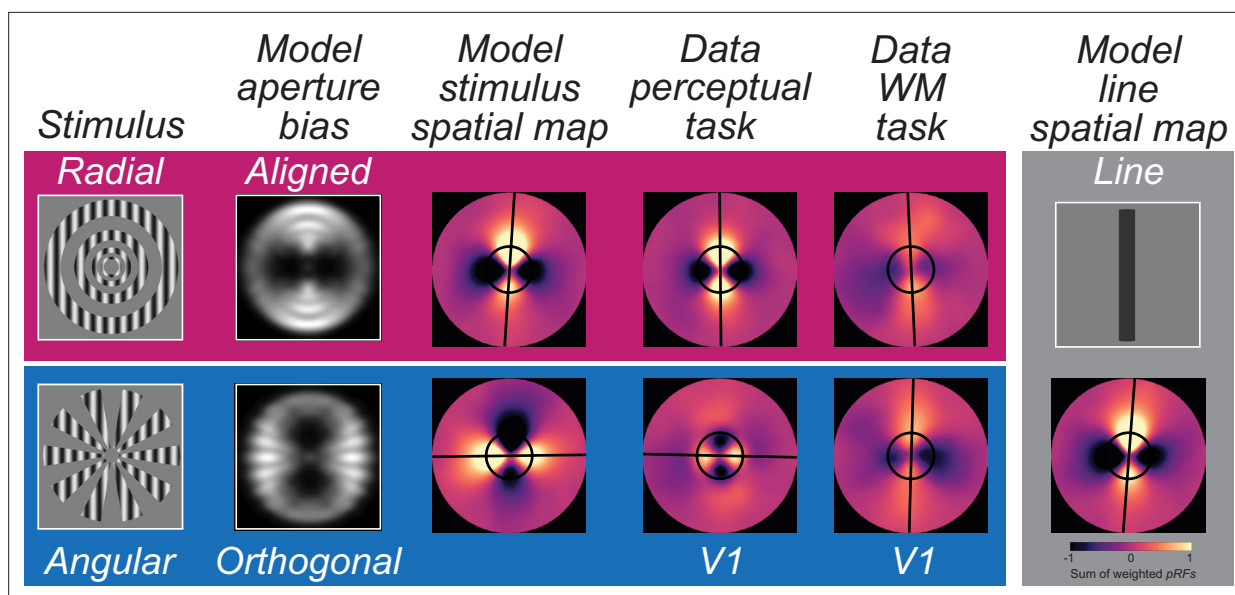 Stimulus
Model
aperture
bias
Model
stimulus
spatial map
Data
perceptual
task
Data
WM
task
Model
line
spatial map
Radial
Aligned
Line
Angular
Orthogonal
V1
V1
-1 0 1
Sum of weighted pRFs